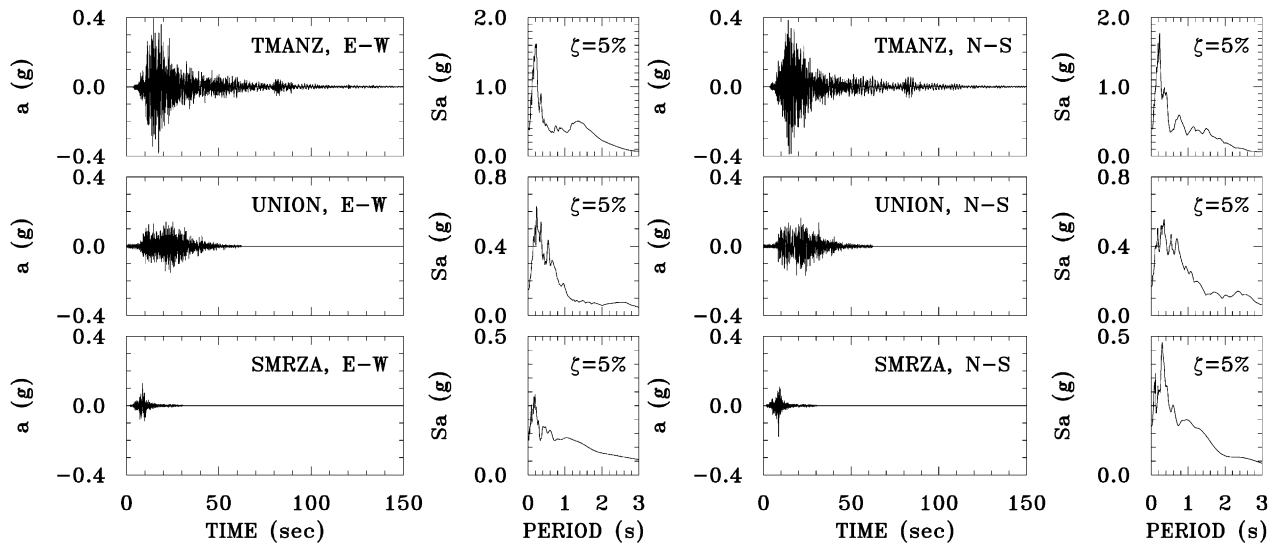 0.4 2.0 0.4 2.0
TMANZ, E−W ζ=5% TMANZ, N−S ζ=5%
a (g) 0.0 Sa (g) 1.0 a (g) 0.0 Sa (g) 1.0
−0.4 0.0 −0.4 0.0
0.4 0.8 0.4 0.8
UNION, E−W ζ=5% UNION, N−S ζ=5%
a (g) 0.0 Sa (g) 0.4 a (g) 0.0 Sa (g) 0.4
−0.4 0.0 −0.4 0.0
0.4 0.5 0.4 0.5
SMRZA, E−W ζ=5% SMRZA, N−S ζ=5%
a (g) 0.0 Sa (g) a (g) 0.0 Sa (g)
−0.4 0.0 −0.4 0.0
0 50 100 150 0 1 2 3 0 50 100 150 0 1 2 3
TIME (sec) PERIOD (s) TIME (sec) PERIOD (s)